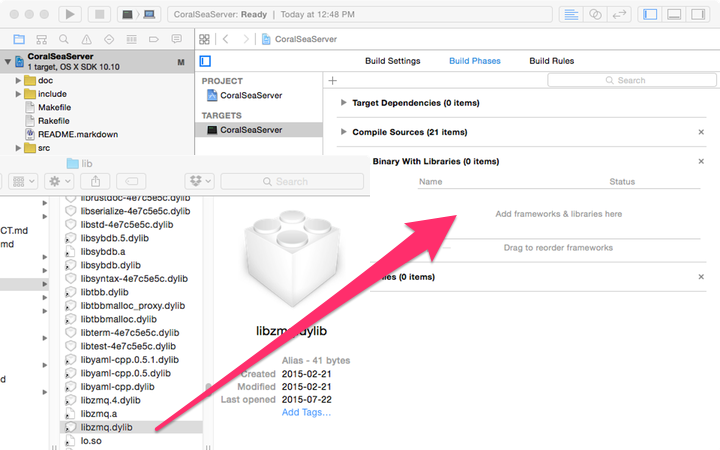 CoralSeaServer: Ready | Today at 12:48 PM
CoralSeaServer
1 target, OS X SDK 10.10
M
doc
include
Makefile
Rakefile
README.markdown
src
CoralSeaServer
Build Settings
Build Phases
Build Rules
PROJECT
CoralSeaServer
TARGETS
CoralSeaServer
Search
Target Dependencies (0 items)
Compile Sources (21 items)
Binary With Libraries (0 items)
Name
Status
Add frameworks & libraries here
Drag to reorder frameworks
(0 items)
lib
Search
CT.md
md
d
librustdoc-4e7c5e5c.dylib
libserialize-4e7c5e5c.dylib
libstd-4e7c5e5c.dylib
libsybdb.5.dylib
libsybdb.a
libsybdb.dylib
libsyntax-4e7c5e5c.dylib
libtbb.dylib
libtbbmalloc_proxy.dylib
libtbbmalloc.dylib
libterm-4e7c5e5c.dylib
libtest-4e7c5e5c.dylib
libyaml-cpp.0.5.1.dylib
libyaml-cpp.0.5.dylib
libyaml-cpp.dylib
libzmq.4.dylib
libzmq.a
libzmq.dylib
lo.so
libzmq.dylib
Alias - 41 bytes
Created 2015-02-21
Modified 2015-02-21
Last opened 2015-07-22
Add Tags…